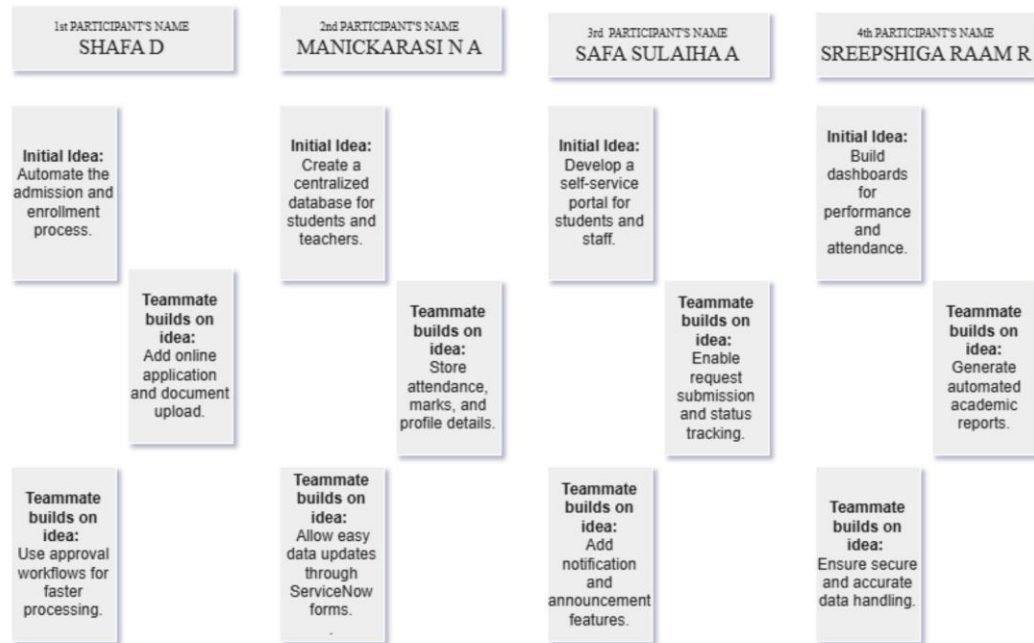 1st PARTICIPANT'S NAME
SHAFA D
2nd PARTICIPANT'S NAME
MANICKARASI N A
3rd PARTICIPANT'S NAME
SAFA SULAIHA A
4th PARTICIPANT'S NAME
SREEPSHIGA RAAM R
Initial Idea:
Automate the
admission and
enrollment
process.
Initial Idea:
Create a
centralized
database for
students and
teachers.
Initial Idea:
Develop a
self-service
portal for
students and
staff.
Initial Idea:
Build
dashboards
for
performance
and
attendance.
Teammate
builds on
idea:
Add online
application
and document
upload.
Teammate
builds on
idea:
Store
attendance,
marks, and
profile details.
Teammate
builds on
idea:
Enable
request
submission
and status
tracking.
Teammate
builds on
idea:
Generate
automated
academic
reports.
Teammate
builds on
idea:
Use approval
workflows for
faster
processing.
Teammate
builds on
idea:
Allow easy
data updates
through
ServiceNow
forms.
.
Teammate
builds on
idea:
Add
notification
and
announcement
features.
Teammate
builds on
idea:
Ensure secure
and accurate
data handling.